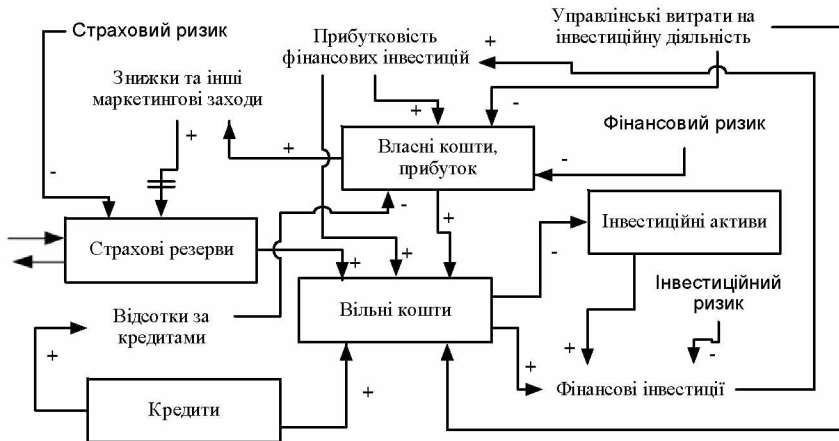 Страховий ризик
Прибутковість
фінансових інвестицій
Управлінські витрати на
інвестиційну діяльність
+
Знижки та інші
маркетингові заходи
-
+
+
-
Фінансовий ризик
+
Власні кошти,
прибуток
-
-
-
+
Інвестиційні активи
Страхові резерви
-
+
+
+
Інвестиційний
ризик
Вільні кошти
Відсотки за
кредитами
+
+
+
-
+
Фінансові інвестиції
Кредити